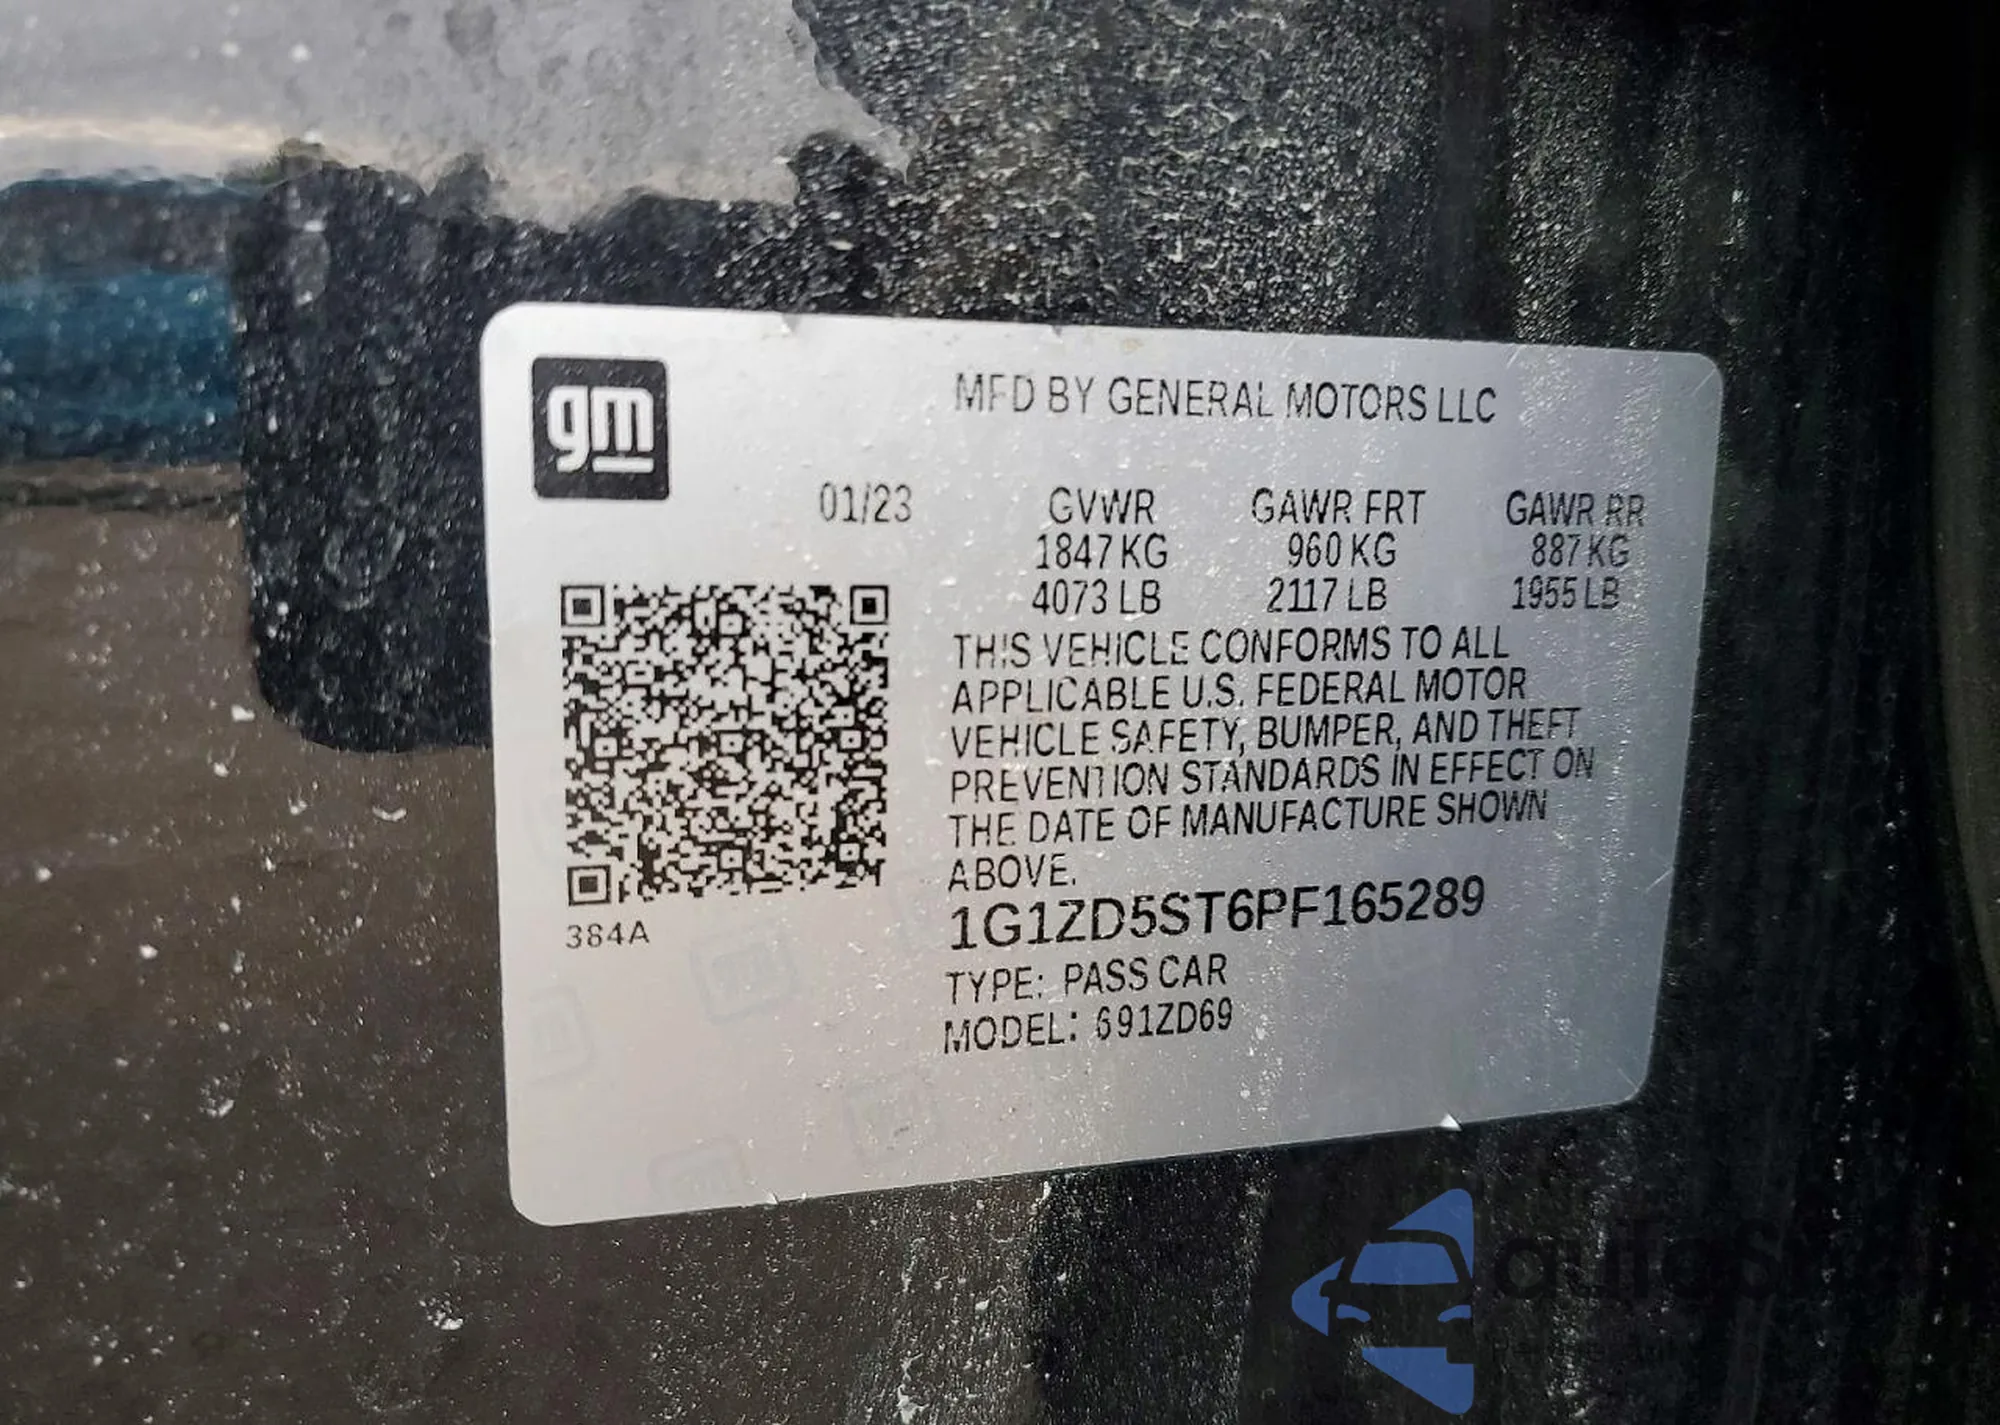 gm
MFD BY GENERAL MOTORS LLC
01/23
GVWR GAWR FRT GAWR RR
1847 KG 960 KG 887 KG
4073 LB 2117 LB 1955 LB
THIS VEHICLE CONFORMS TO ALL
APPLICABLE U.S. FEDERAL MOTOR
VEHICLE SAFETY, BUMPER, AND THEFT
PREVENTION STANDARDS IN EFFECT ON
THE DATE OF MANUFACTURE SHOWN
ABOVE.
1G1ZD5ST6PF165289
TYPE: PASS CAR
MODEL: 691ZD69
384A